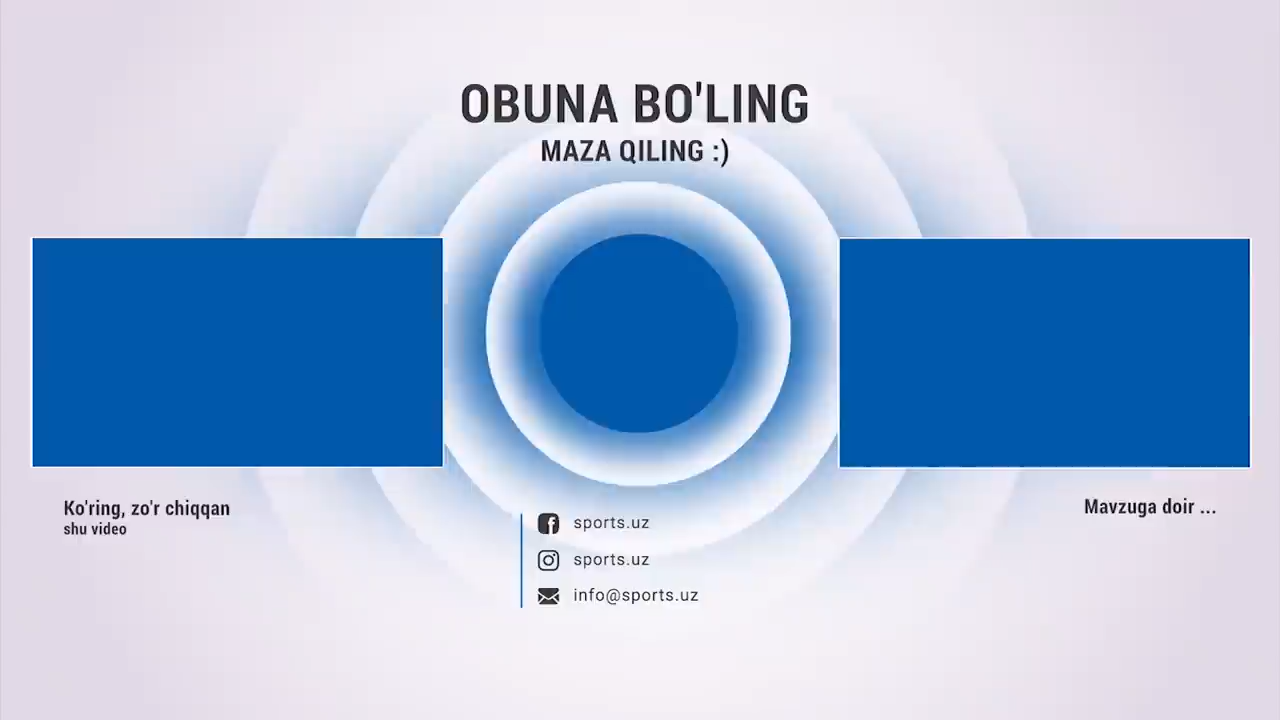 OBUNA BO'LING
MAZA QILING :)
Ko'ring, zo'r chiqqan
shu video
Mavzuga doir ...
sports.uz
sports.uz
info@sports.uz